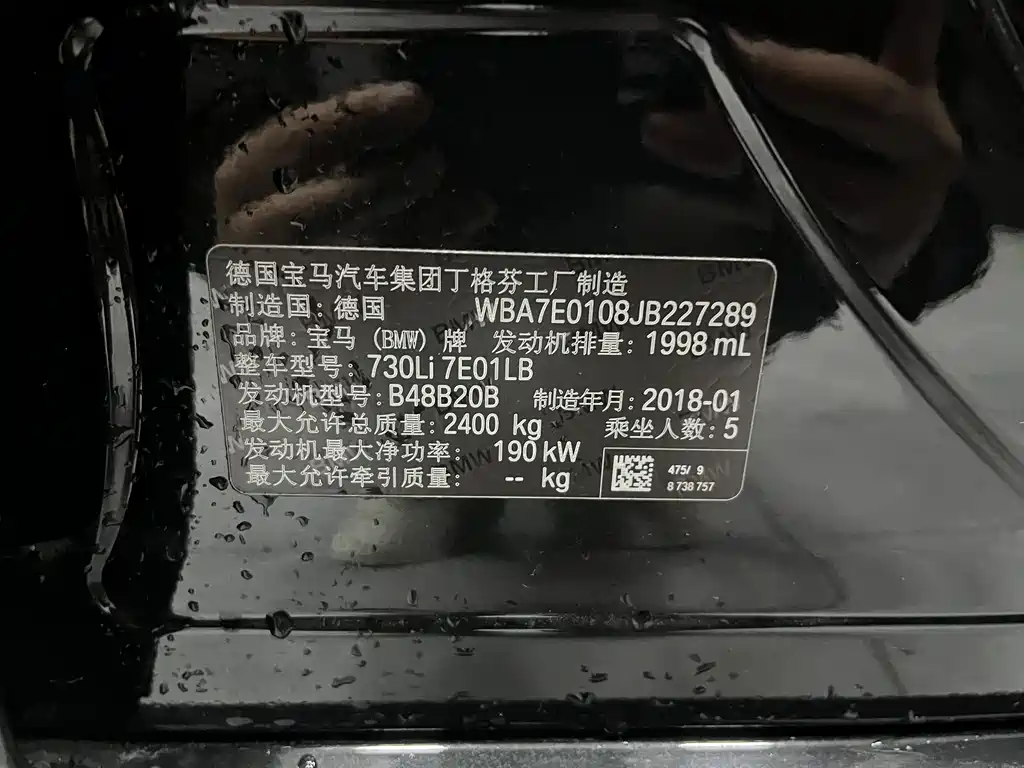 德国宝马汽车集团丁格芬工厂制造
制造国: 德国 WBA7E0108JB227289
品牌: 宝马 (BMW) 牌 发动机排量: 1998 mL
整车型号: 730Li 7E01LB
发动机型号: B48B20B 制造年月: 2018-01
最大允许总质量: 2400 kg 乘坐人数: 5
发动机最大净功率: 190 kW
最大允许牵引质量: -- kg
475/ 9
8 738 757